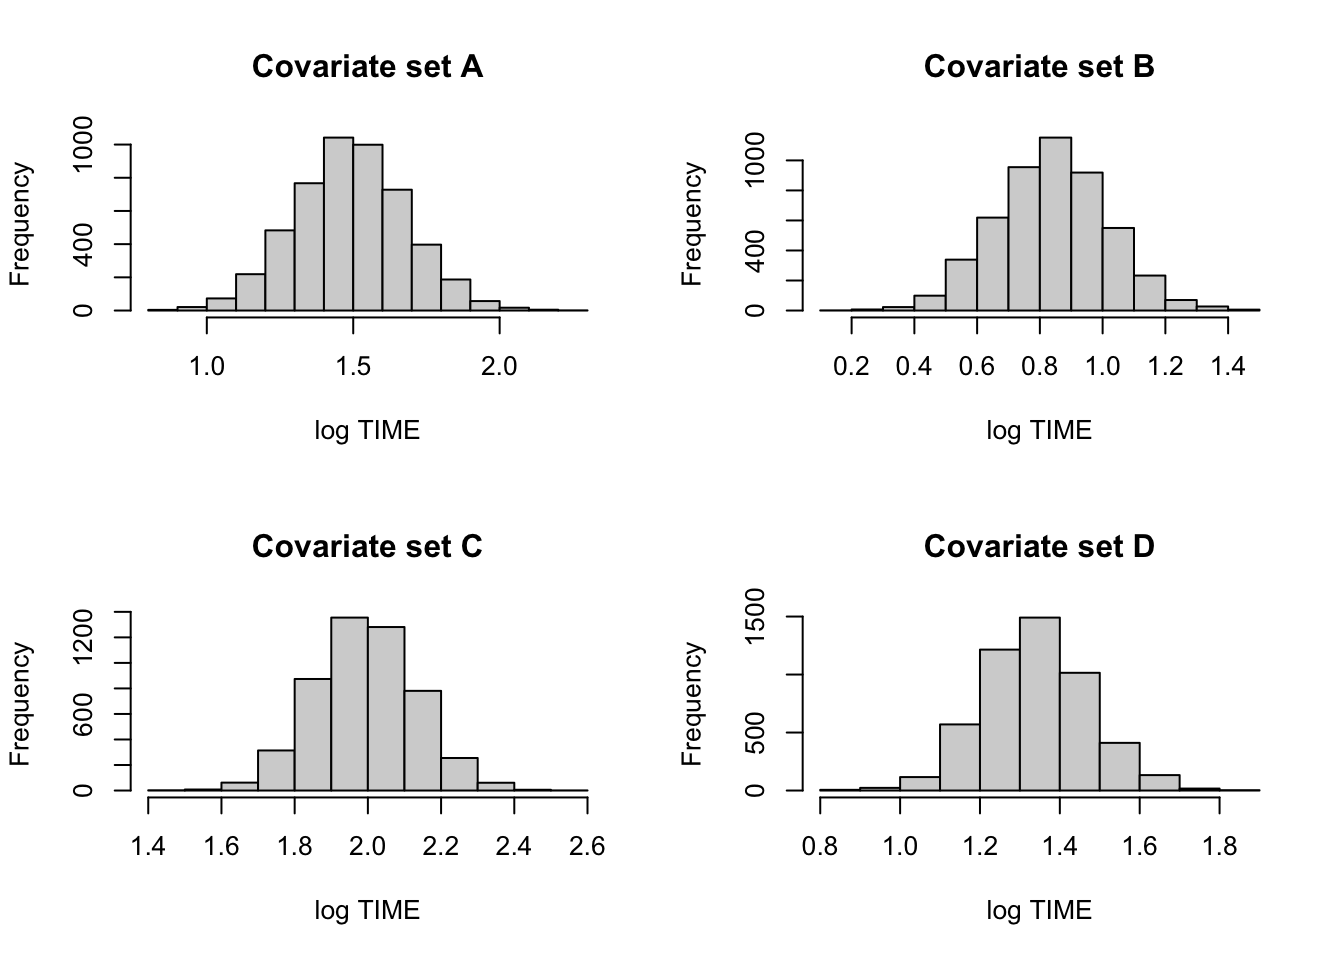 Covariate set A
Frequency
1000
400
0
1.0 1.5 2.0
log TIME
Covariate set B
Frequency
1000
400
0
0.2 0.4 0.6 0.8 1.0 1.2 1.4
log TIME
Covariate set C
Frequency
1200
600
0
1.4 1.6 1.8 2.0 2.2 2.4 2.6
log TIME
Covariate set D
Frequency
1500
500
0
0.8 1.0 1.2 1.4 1.6 1.8
log TIME